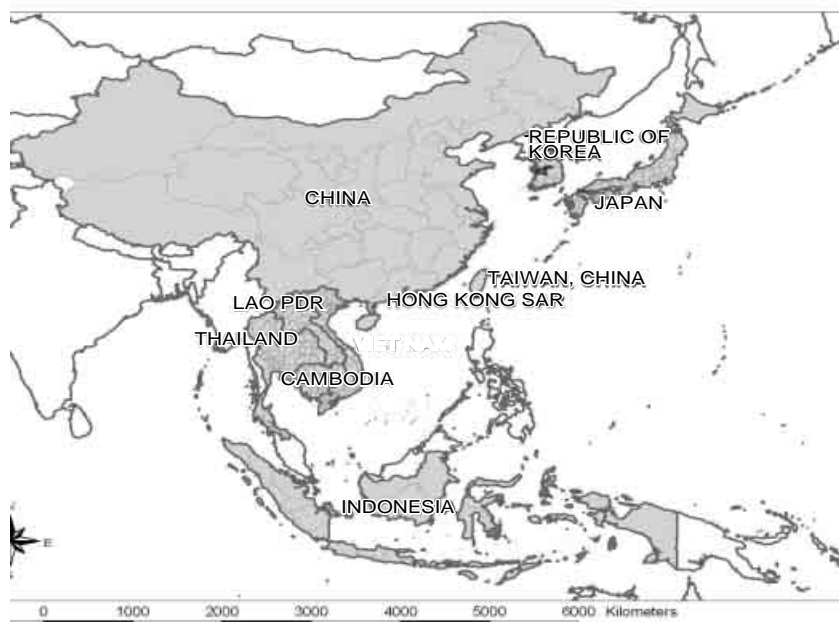 REPUBLIC OF
KOREA
CHINA
JAPAN
TAIWAN, CHINA
LAO PDR
HONG KONG SAR
THAILAND
VIETNAM
CAMBODIA
INDONESIA
E
0 1000 2000 3000 4000 5000 6000 Kilometers